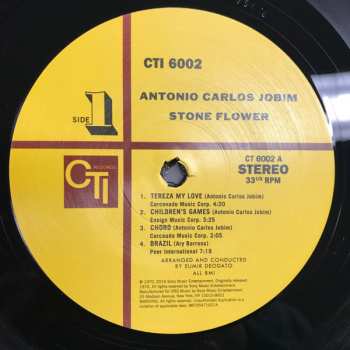 CTI 6002
ANTONIO CARLOS JOBIM
STONE FLOWER
SIDE 1
CT 6002 A
STEREO
33⅓ RPM
CTI
RECORDS
1. TEREZA MY LOVE (Antonio Carlos Jobim)
Corcovado Music Corp. 4:20
2. CHILDREN'S GAMES (Antonio Carlos Jobim)
Ensign Music Corp. 3:25
3. CHORO (Antonio Carlos Jobim)
Corcovado Music Corp. 2:05
4. BRAZIL (Ary Barroso)
Peer International 7:18
ARRANGED AND CONDUCTED
BY EUMIR DEODATO
ALL BMI